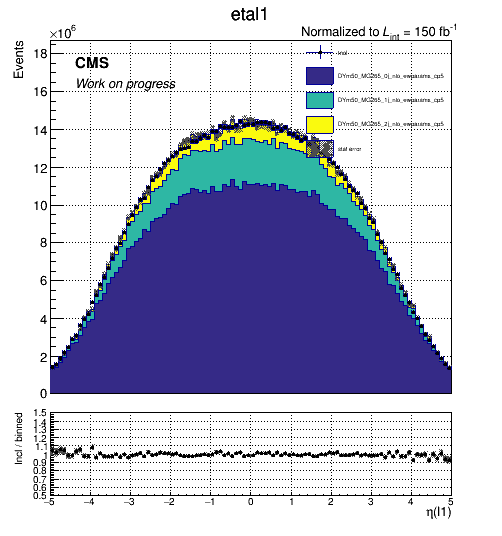 etal1
×10⁶
Normalized to L_int = 150 fb⁻¹
Events
CMS
Work on progress
Incl
DYm50_MG265_0j_nlo_ewparams_cp5
DYm50_MG265_1j_nlo_ewparams_cp5
DYm50_MG265_2j_nlo_ewparams_cp5
stat error
18
16
14
12
10
8
6
4
2
0
Incl / binned
1.5
1.4
1.3
1.2
1.1
1
0.9
0.8
0.7
0.6
0.5
−5 −4 −3 −2 −1 0 1 2 3 4 5
η(l1)